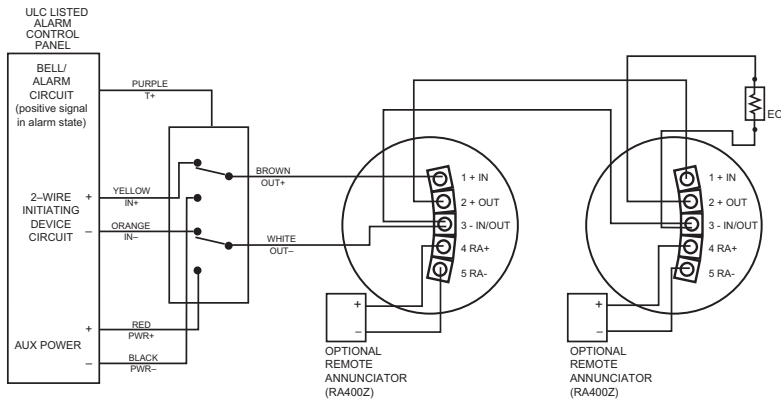 ULC LISTED
ALARM
CONTROL
PANEL
BELL/
ALARM
CIRCUIT
(positive signal
in alarm state)
PURPLE
T+
2–WIRE
INITIATING
DEVICE
CIRCUIT
+
YELLOW
IN+
–
ORANGE
IN–
AUX POWER
+
RED
PWR+
–
BLACK
PWR–
BROWN
OUT+
WHITE
OUT–
1 + IN
2 + OUT
3 - IN/OUT
4 RA+
5 RA-
+
–
OPTIONAL
REMOTE
ANNUNCIATOR
(RA400Z)
1 + IN
2 + OUT
3 - IN/OUT
4 RA+
5 RA-
+
–
OPTIONAL
REMOTE
ANNUNCIATOR
(RA400Z)